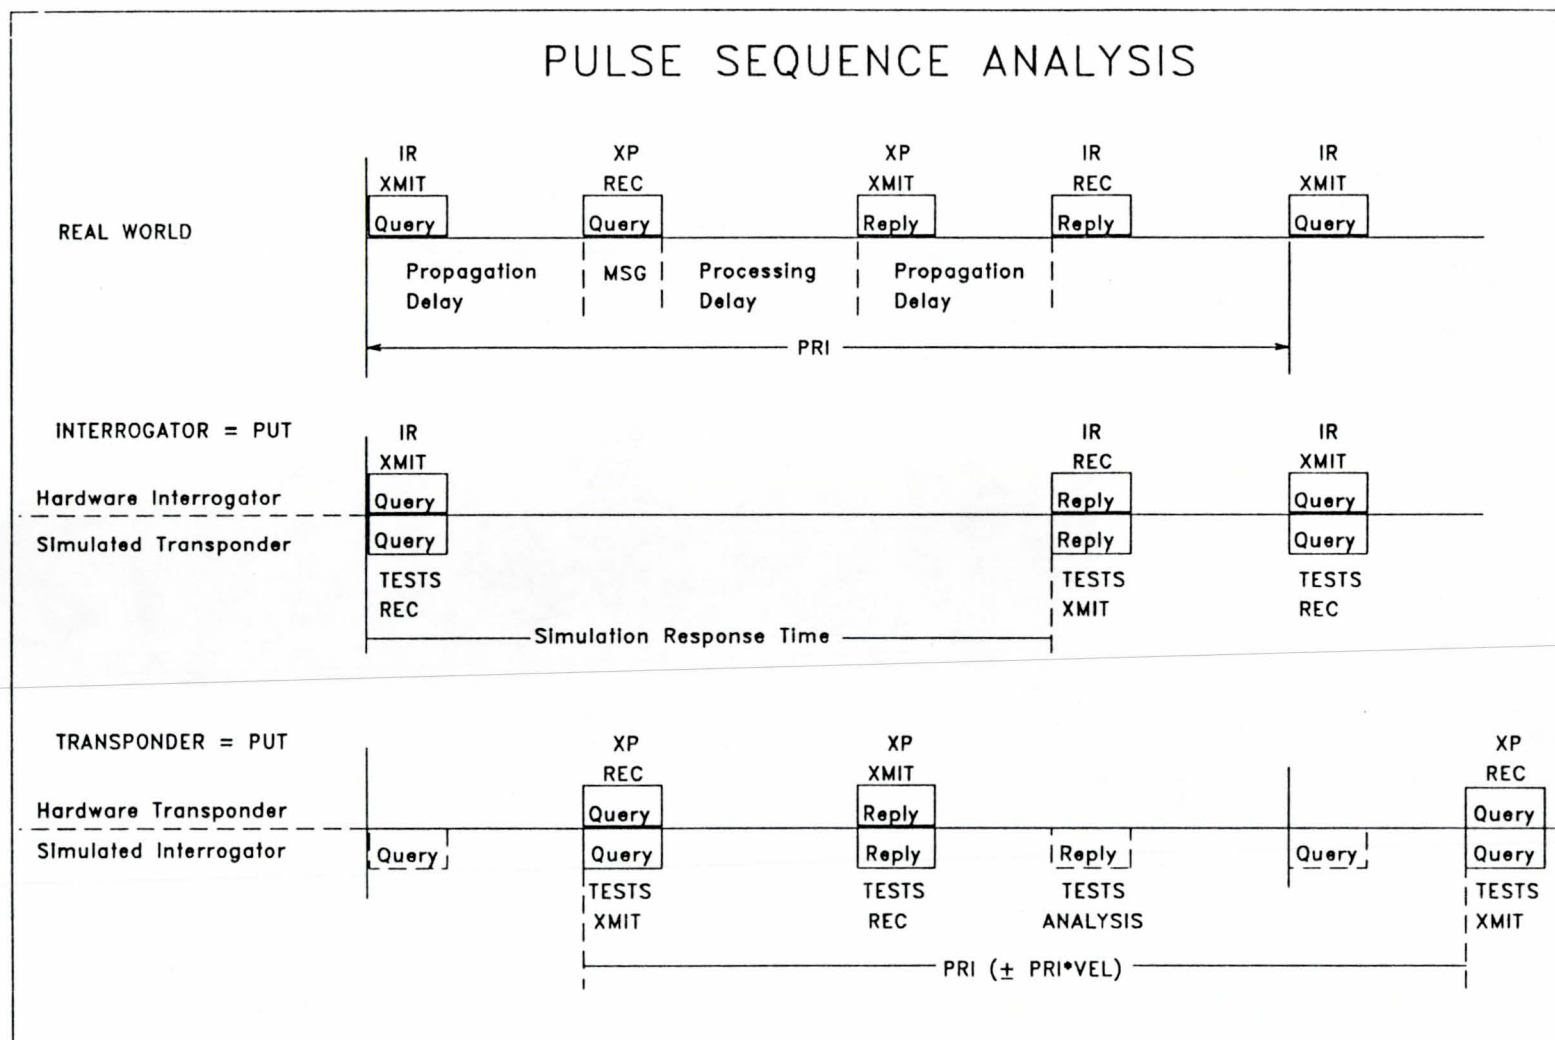 PULSE SEQUENCE ANALYSIS
IR XP XP IR IR
XMIT REC XMIT REC XMIT
REAL WORLD Query Query Reply Reply Query
Propagation MSG Processing Propagation
Delay Delay Delay
PRI
INTERROGATOR = PUT IR IR IR
XMIT REC XMIT
Hardware Interrogator Query Reply Query
Simulated Transponder Query Reply Query
TESTS TESTS TESTS
REC XMIT REC
Simulation Response Time
TRANSPONDER = PUT XP XP XP
REC XMIT REC
Hardware Transponder Query Reply Query
Simulated Interrogator Query Query Reply Reply Query Query
TESTS TESTS TESTS TESTS
XMIT REC ANALYSIS XMIT
PRI (± PRI*VEL)